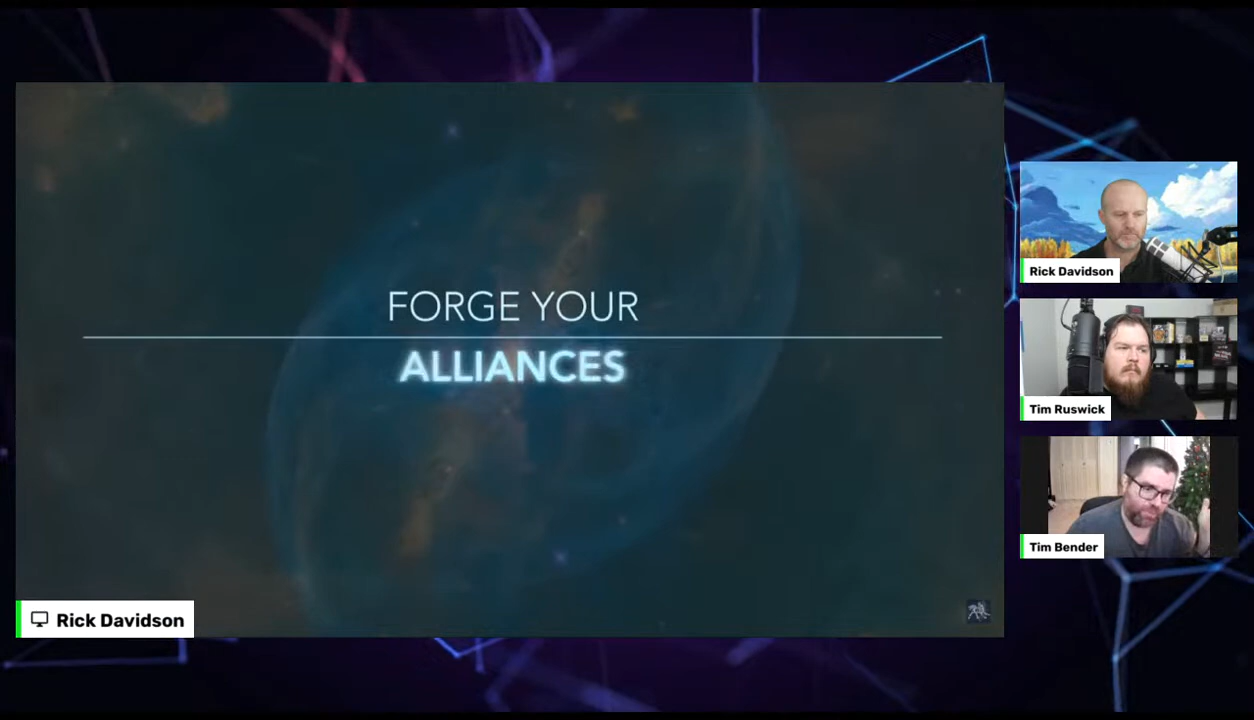 FORGE YOUR
ALLIANCES
Rick Davidson
Rick Davidson
Tim Ruswick
Tim Bender